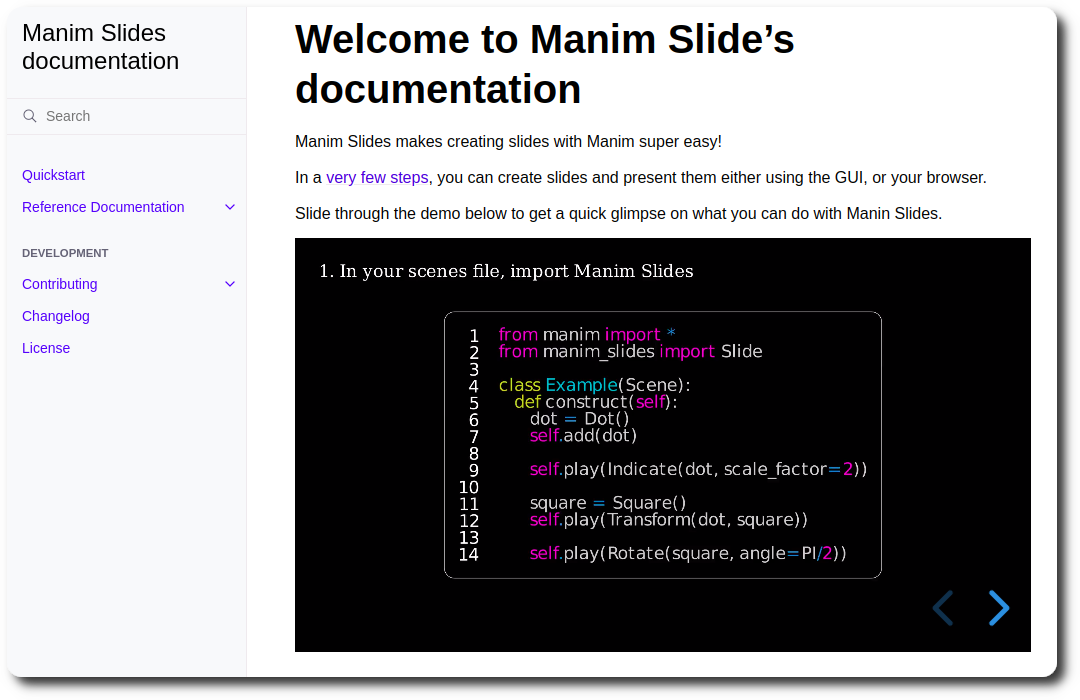 Manim Slides
documentation
Search
Quickstart
Reference Documentation
DEVELOPMENT
Contributing
Changelog
License
Welcome to Manim Slide’s
documentation
Manim Slides makes creating slides with Manim super easy!
In a very few steps, you can create slides and present them either using the GUI, or your browser.
Slide through the demo below to get a quick glimpse on what you can do with Manin Slides.
1. In your scenes file, import Manim Slides
1 from manim import *
2 from manim_slides import Slide
3
4 class Example(Scene):
5     def construct(self):
6         dot = Dot()
7         self.add(dot)
8
9         self.play(Indicate(dot, scale_factor=2))
10
11         square = Square()
12         self.play(Transform(dot, square))
13
14         self.play(Rotate(square, angle=PI/2))